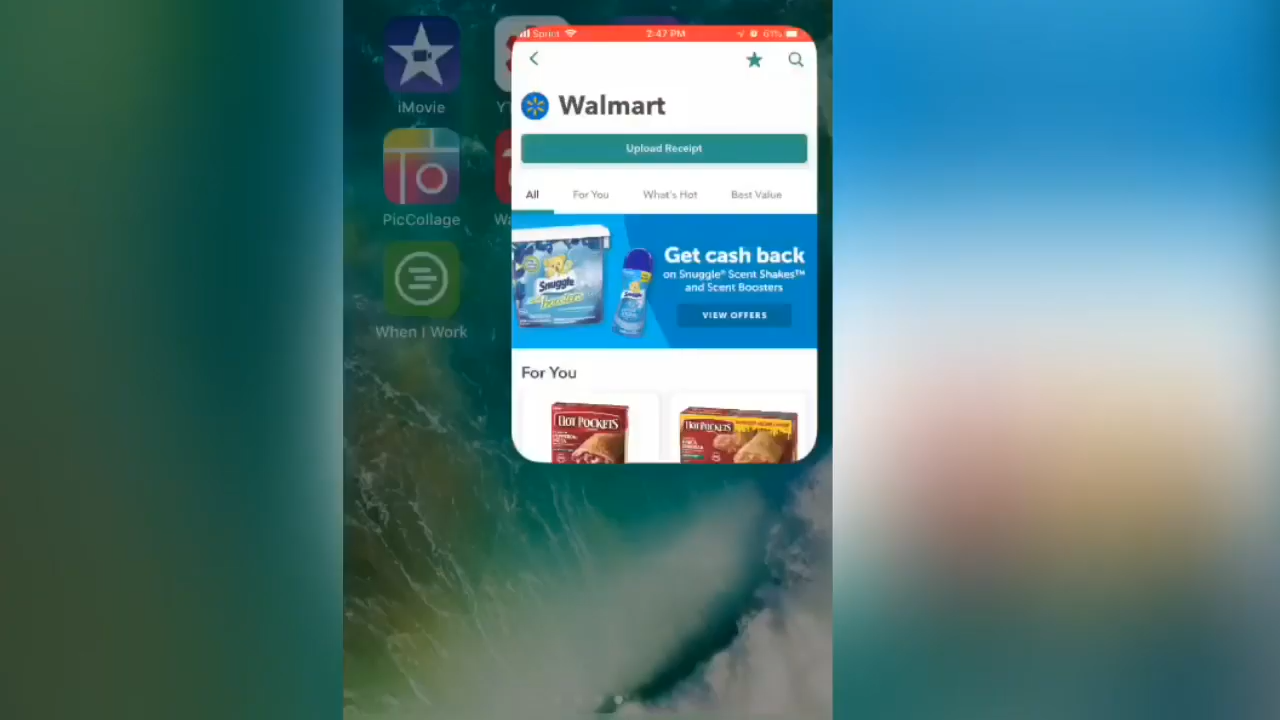 iMovie
PicCollage
When I Work
Sprint
2:47 PM
61%
Walmart
Upload Receipt
All
For You
What's Hot
Best Value
Snuggle
Get cash back
on Snuggle® Scent Shakes™
and Scent Boosters
VIEW OFFERS
For You
HOT POCKETS
HOT POCKETS